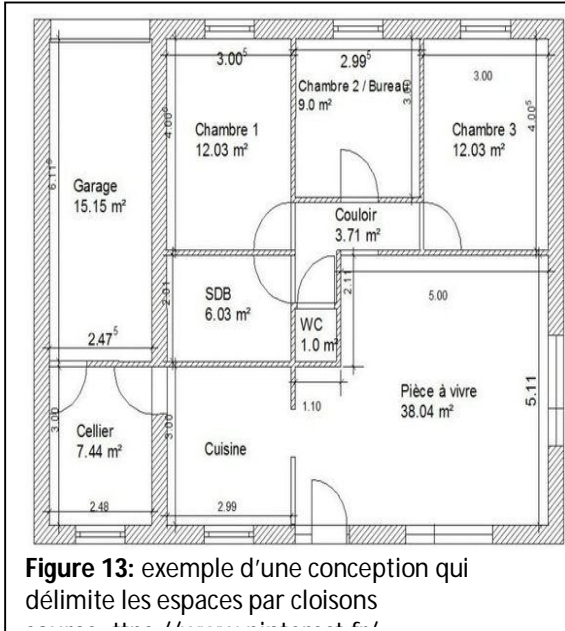 3.00⁵
2.99⁵
3.00
Chambre 2 / Bureau
9.0 m²
3.00
4.00⁵
Chambre 1
12.03 m²
Chambre 3
12.03 m²
4.00⁵
6.11⁵
Garage
15.15 m²
Couloir
3.71 m²
2.01
SDB
6.03 m²
2.11
5.00
WC
1.0 m²
2.47⁵
1.10
Pièce à vivre
38.04 m²
5.11
3.00
Cellier
7.44 m²
3.00
Cuisine
2.48
2.99
Figure 13: exemple d'une conception qui
délimite les espaces par cloisons